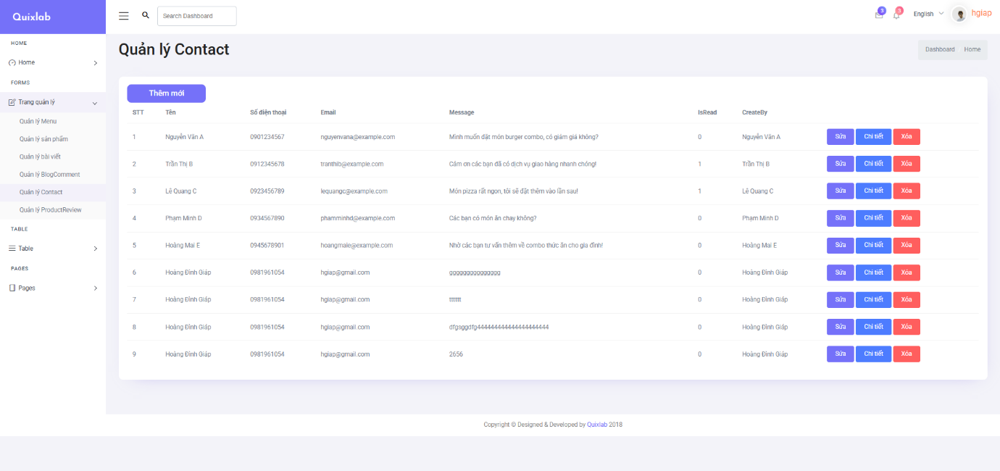 Quixlab
Search Dashboard
3
3
English
hgiap
HOME
Home
FORMS
Trang quản lý
Quản lý Menu
Quản lý sản phẩm
Quản lý bài viết
Quản lý BlogComment
Quản lý Contact
Quản lý ProductReview
TABLE
Table
PAGES
Pages
Quản lý Contact
Dashboard / Home
Thêm mới
STT Tên Số điện thoại Email Message IsRead CreateBy
1 Nguyễn Văn A 0901234567 nguyenvana@example.com Mình muốn đặt món burger combo, có giảm giá không? 0 Nguyễn Văn A Sửa Chi tiết Xóa
2 Trần Thị B 0912345678 tranthib@example.com Cảm ơn các bạn đã có dịch vụ giao hàng nhanh chóng! 1 Trần Thị B Sửa Chi tiết Xóa
3 Lê Quang C 0923456789 lequangc@example.com Món pizza rất ngon, tôi sẽ đặt thêm vào lần sau! 1 Lê Quang C Sửa Chi tiết Xóa
4 Phạm Minh D 0934567890 phamminhd@example.com Các bạn có món ăn chay không? 0 Phạm Minh D Sửa Chi tiết Xóa
5 Hoàng Mai E 0945678901 hoangmaie@example.com Nhờ các bạn tư vấn thêm về combo thức ăn cho gia đình! 0 Hoàng Mai E Sửa Chi tiết Xóa
6 Hoàng Đình Giáp 0981961054 hgiap@gmail.com ggggggggggggggg 0 Hoàng Đình Giáp Sửa Chi tiết Xóa
7 Hoàng Đình Giáp 0981961054 hgiap@gmail.com tttttt 0 Hoàng Đình Giáp Sửa Chi tiết Xóa
8 Hoàng Đình Giáp 0981961054 hgiap@gmail.com dfgsggdfg444444444444444444444 0 Hoàng Đình Giáp Sửa Chi tiết Xóa
9 Hoàng Đình Giáp 0981961054 hgiap@gmail.com 2656 0 Hoàng Đình Giáp Sửa Chi tiết Xóa
Copyright © Designed & Developed by Quixlab 2018